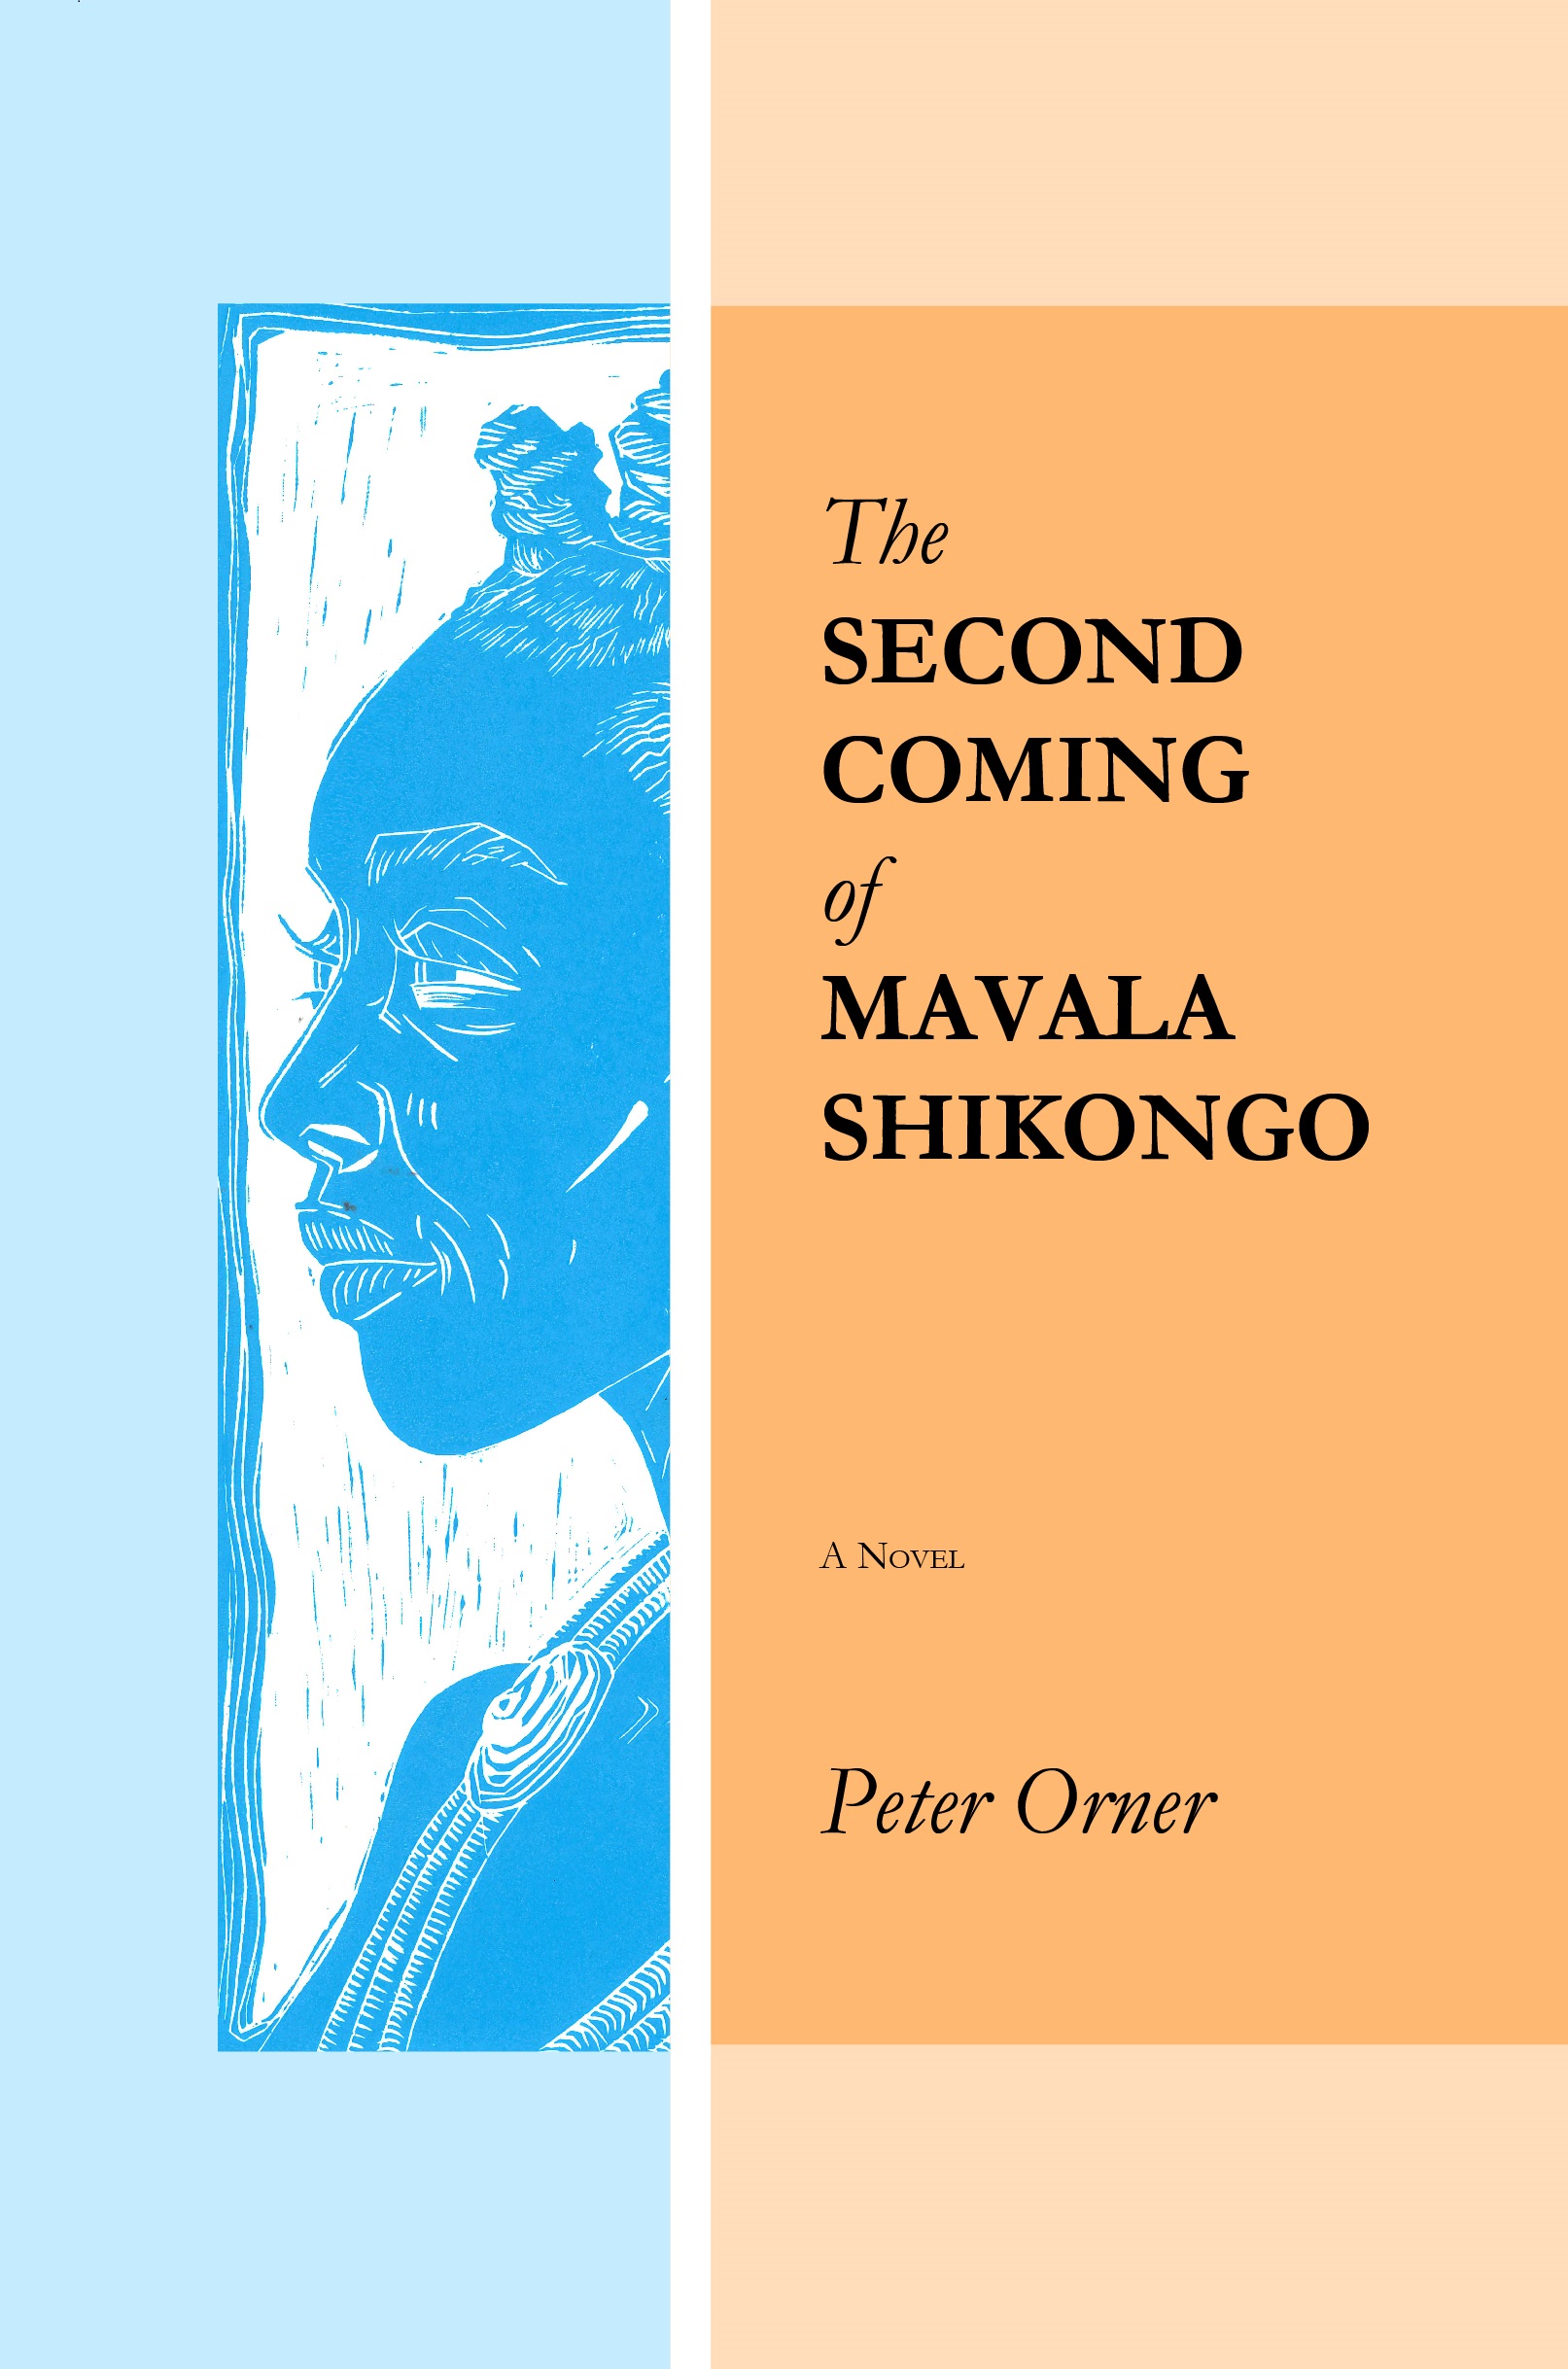 The
SECOND
COMING
of
MAVALA
SHIKONGO
A NOVEL
Peter Orner